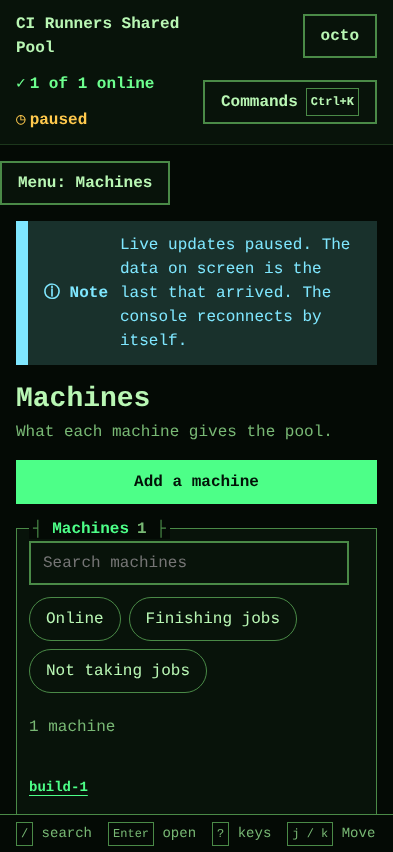 CI Runners Shared
Pool
octo
✓ 1 of 1 online
◷ paused
Commands Ctrl+K
Menu: Machines
ⓘ Note
Live updates paused. The
data on screen is the
last that arrived. The
console reconnects by
itself.
Machines
What each machine gives the pool.
Add a machine
┤ Machines 1 ├
Search machines
Online
Finishing jobs
Not taking jobs
1 machine
build-1
/ search Enter open ? keys j / k Move